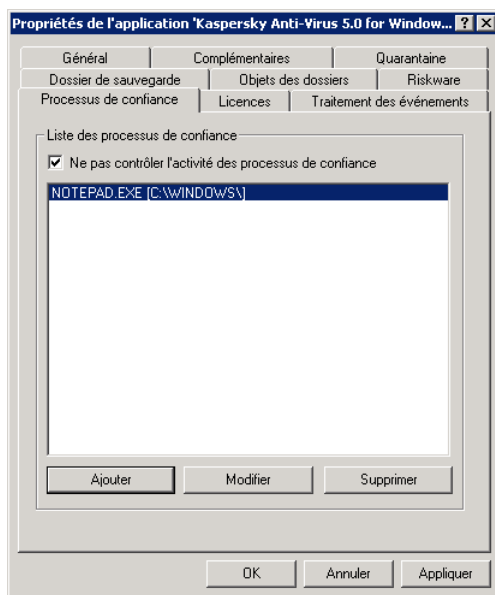 Propriétés de l'application 'Kaspersky Anti-Virus 5.0 for Window... ? X
Général Complémentaires Quarantaine
Dossier de sauvegarde Objets des dossiers Riskware
Processus de confiance Licences Traitement des événements
Liste des processus de confiance
Ne pas contrôler l'activité des processus de confiance
NOTEPAD.EXE [C:\WINDOWS\]
Ajouter Modifier Supprimer
OK Annuler Appliquer